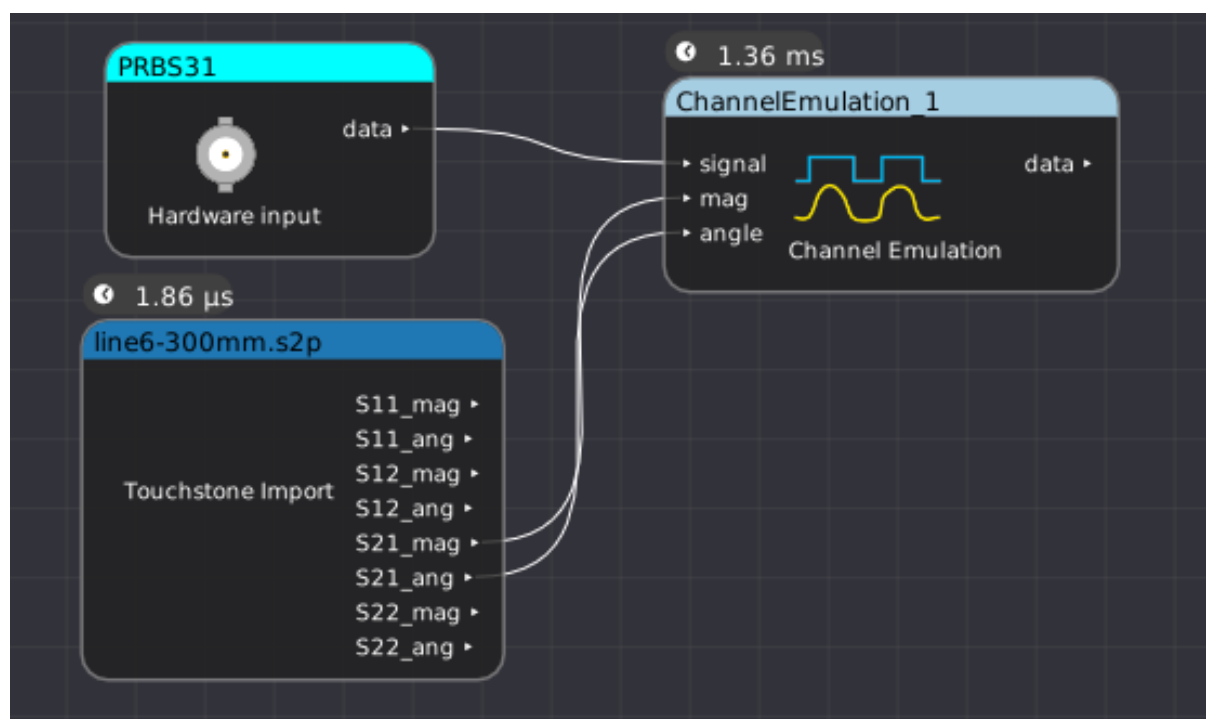 PRBS31
data
Hardware input
1.36 ms
ChannelEmulation_1
signal
mag
angle
data
Channel Emulation
1.86 µs
line6-300mm.s2p
Touchstone Import
S11_mag
S11_ang
S12_mag
S12_ang
S21_mag
S21_ang
S22_mag
S22_ang